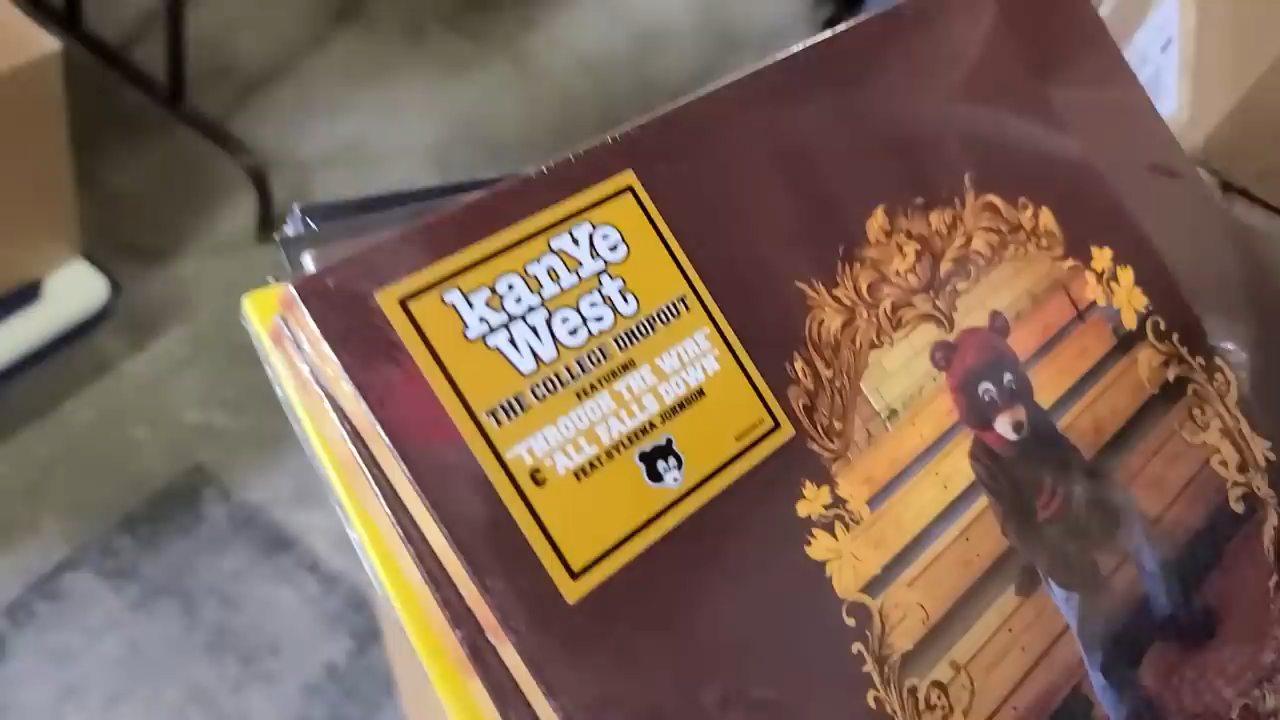 kanYe
West
THE COLLEGE DROPOUT
FEATURING
"THROUGH THE WIRE"
& "ALL FALLS DOWN"
FEAT SYLEENA JOHNSON